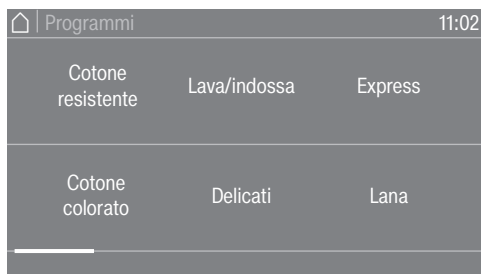 Programmi 11:02
Cotone
resistente
Lava/indossa
Express
Cotone
colorato
Delicati
Lana